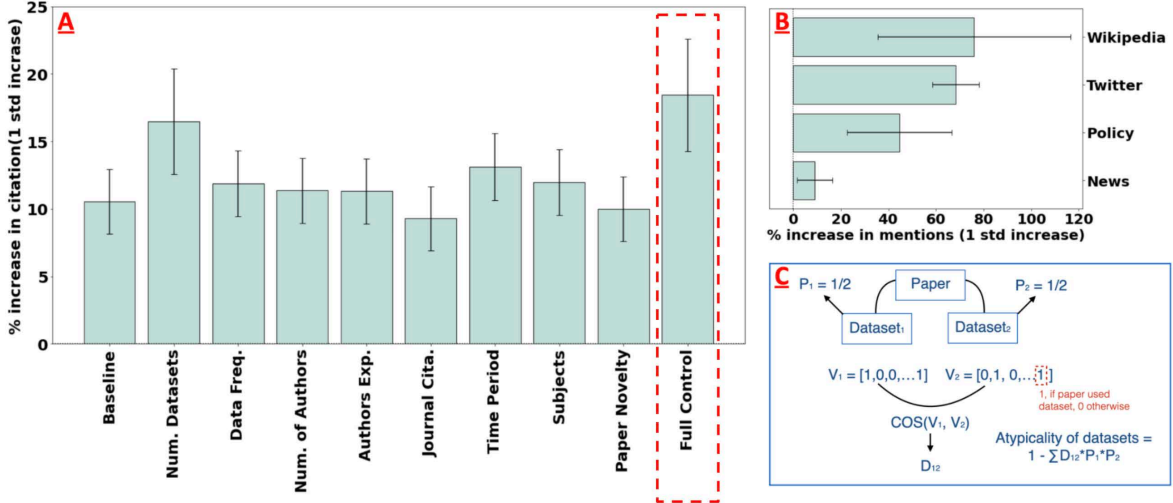 A
% increase in citation(1 std increase)
25
20
15
10
5
0
Baseline
Num. Datasets
Data Freq.
Num. of Authors
Authors Exp.
Journal Cita.
Time Period
Subjects
Paper Novelty
Full Control
B
Wikipedia
Twitter
Policy
News
0 20 40 60 80 100 120
% increase in mentions (1 std increase)
C
P₁ = 1/2
Paper
P₂ = 1/2
Dataset₁
Dataset₂
V₁ = [1,0,0,…1]
V₂ = [0,1, 0,…1]
1, if paper used
dataset, 0 otherwise
COS(V₁, V₂)
D₁₂
Atypicality of datasets =
1 - ∑D₁₂*P₁*P₂